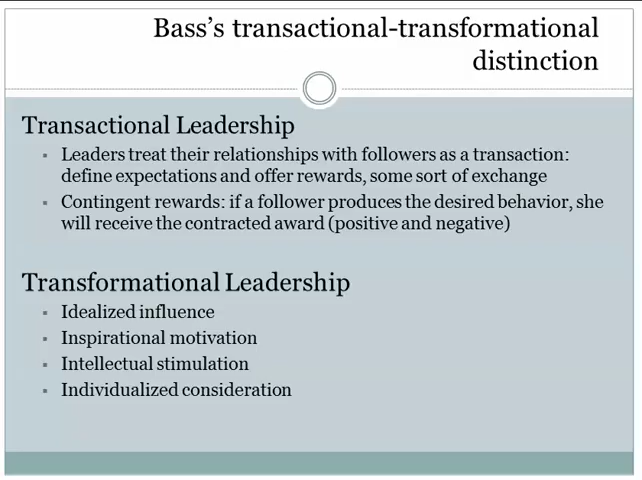 Bass's transactional-transformational
distinction
Transactional Leadership
▪ Leaders treat their relationships with followers as a transaction:
define expectations and offer rewards, some sort of exchange
▪ Contingent rewards: if a follower produces the desired behavior, she
will receive the contracted award (positive and negative)
Transformational Leadership
▪ Idealized influence
▪ Inspirational motivation
▪ Intellectual stimulation
▪ Individualized consideration